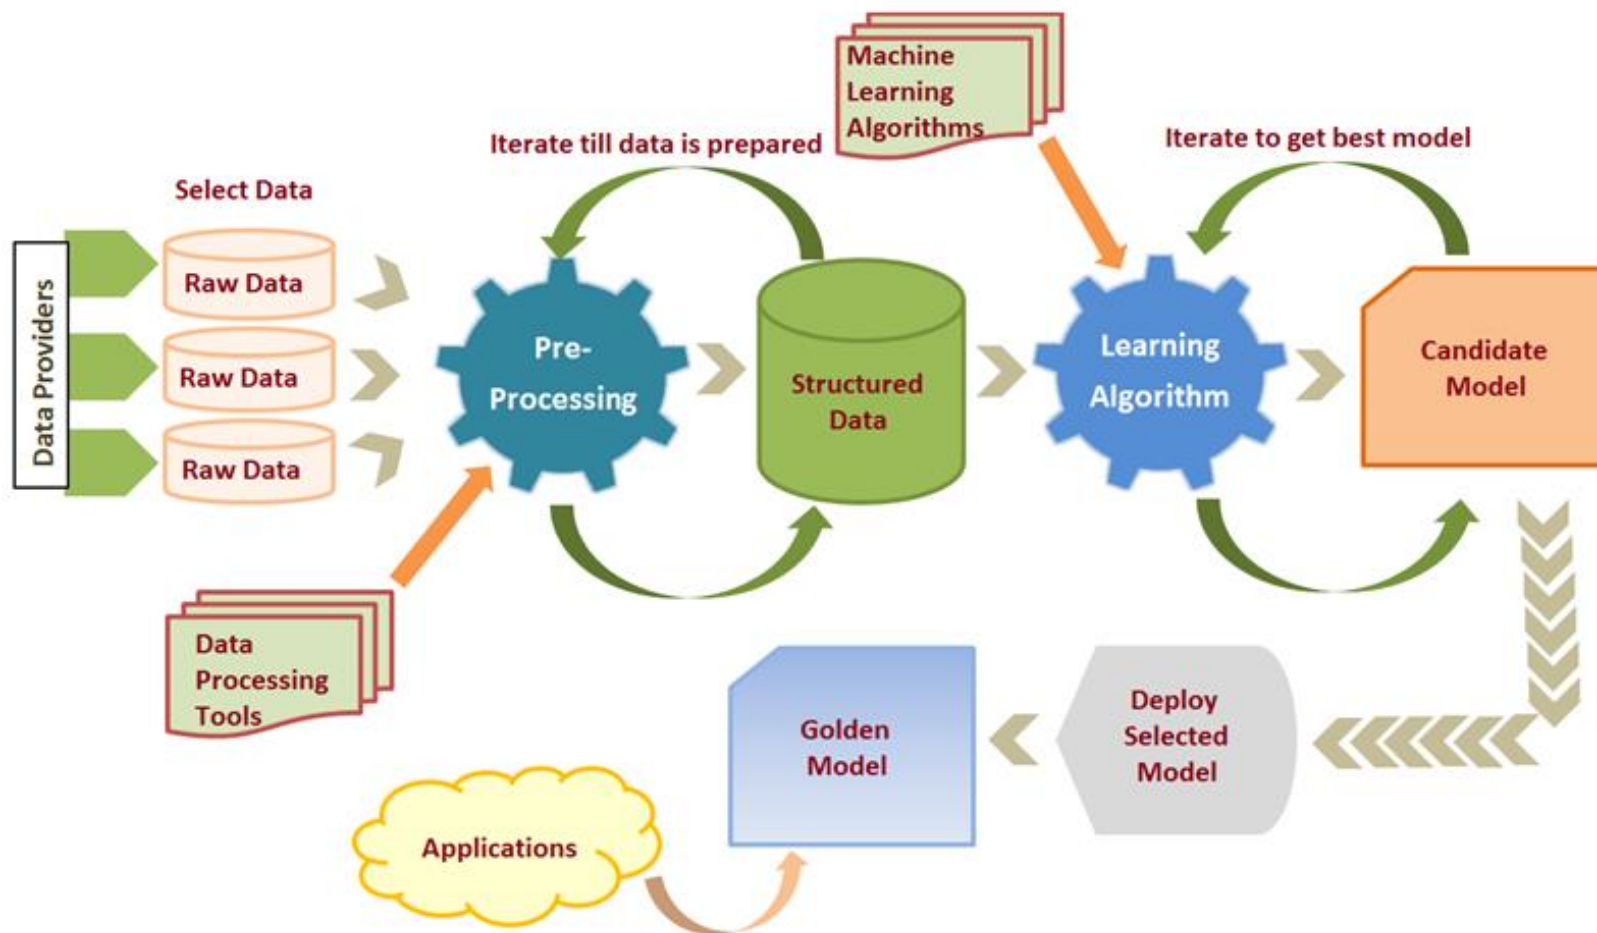 Machine
Learning
Algorithms
Iterate till data is prepared
Iterate to get best model
Select Data
Data Providers
Raw Data
Raw Data
Raw Data
Pre-
Processing
Structured
Data
Learning
Algorithm
Candidate
Model
Data
Processing
Tools
Golden
Model
Deploy
Selected
Model
Applications